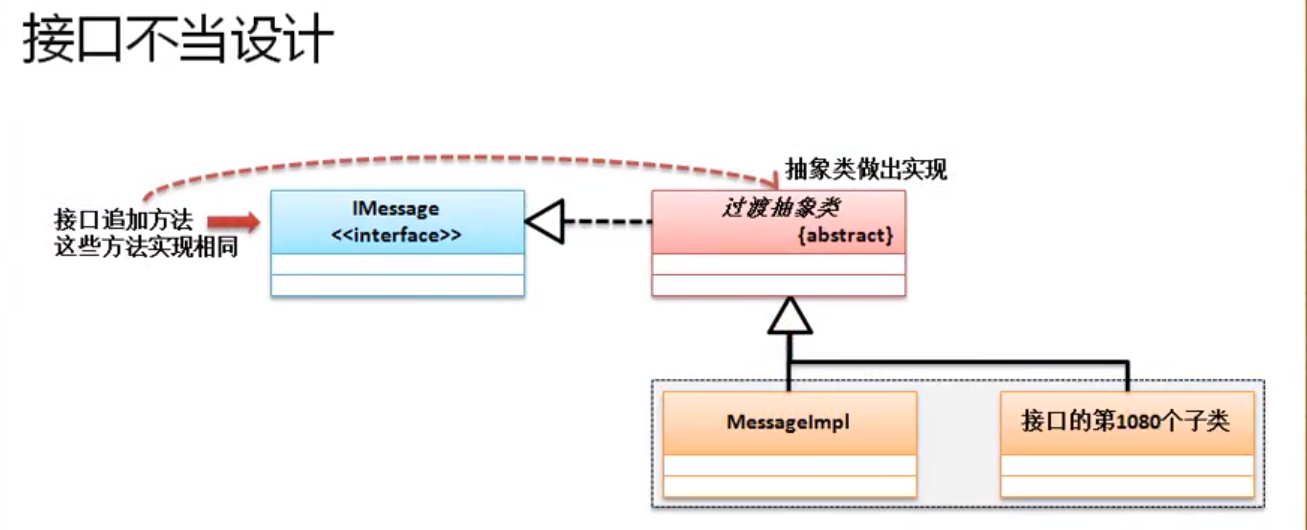 接口不当设计
抽象类做出实现
接口追加方法
这些方法实现相同
IMessage
<<interface>>
过渡抽象类
{abstract}
MessageImpl
接口的第1080个子类